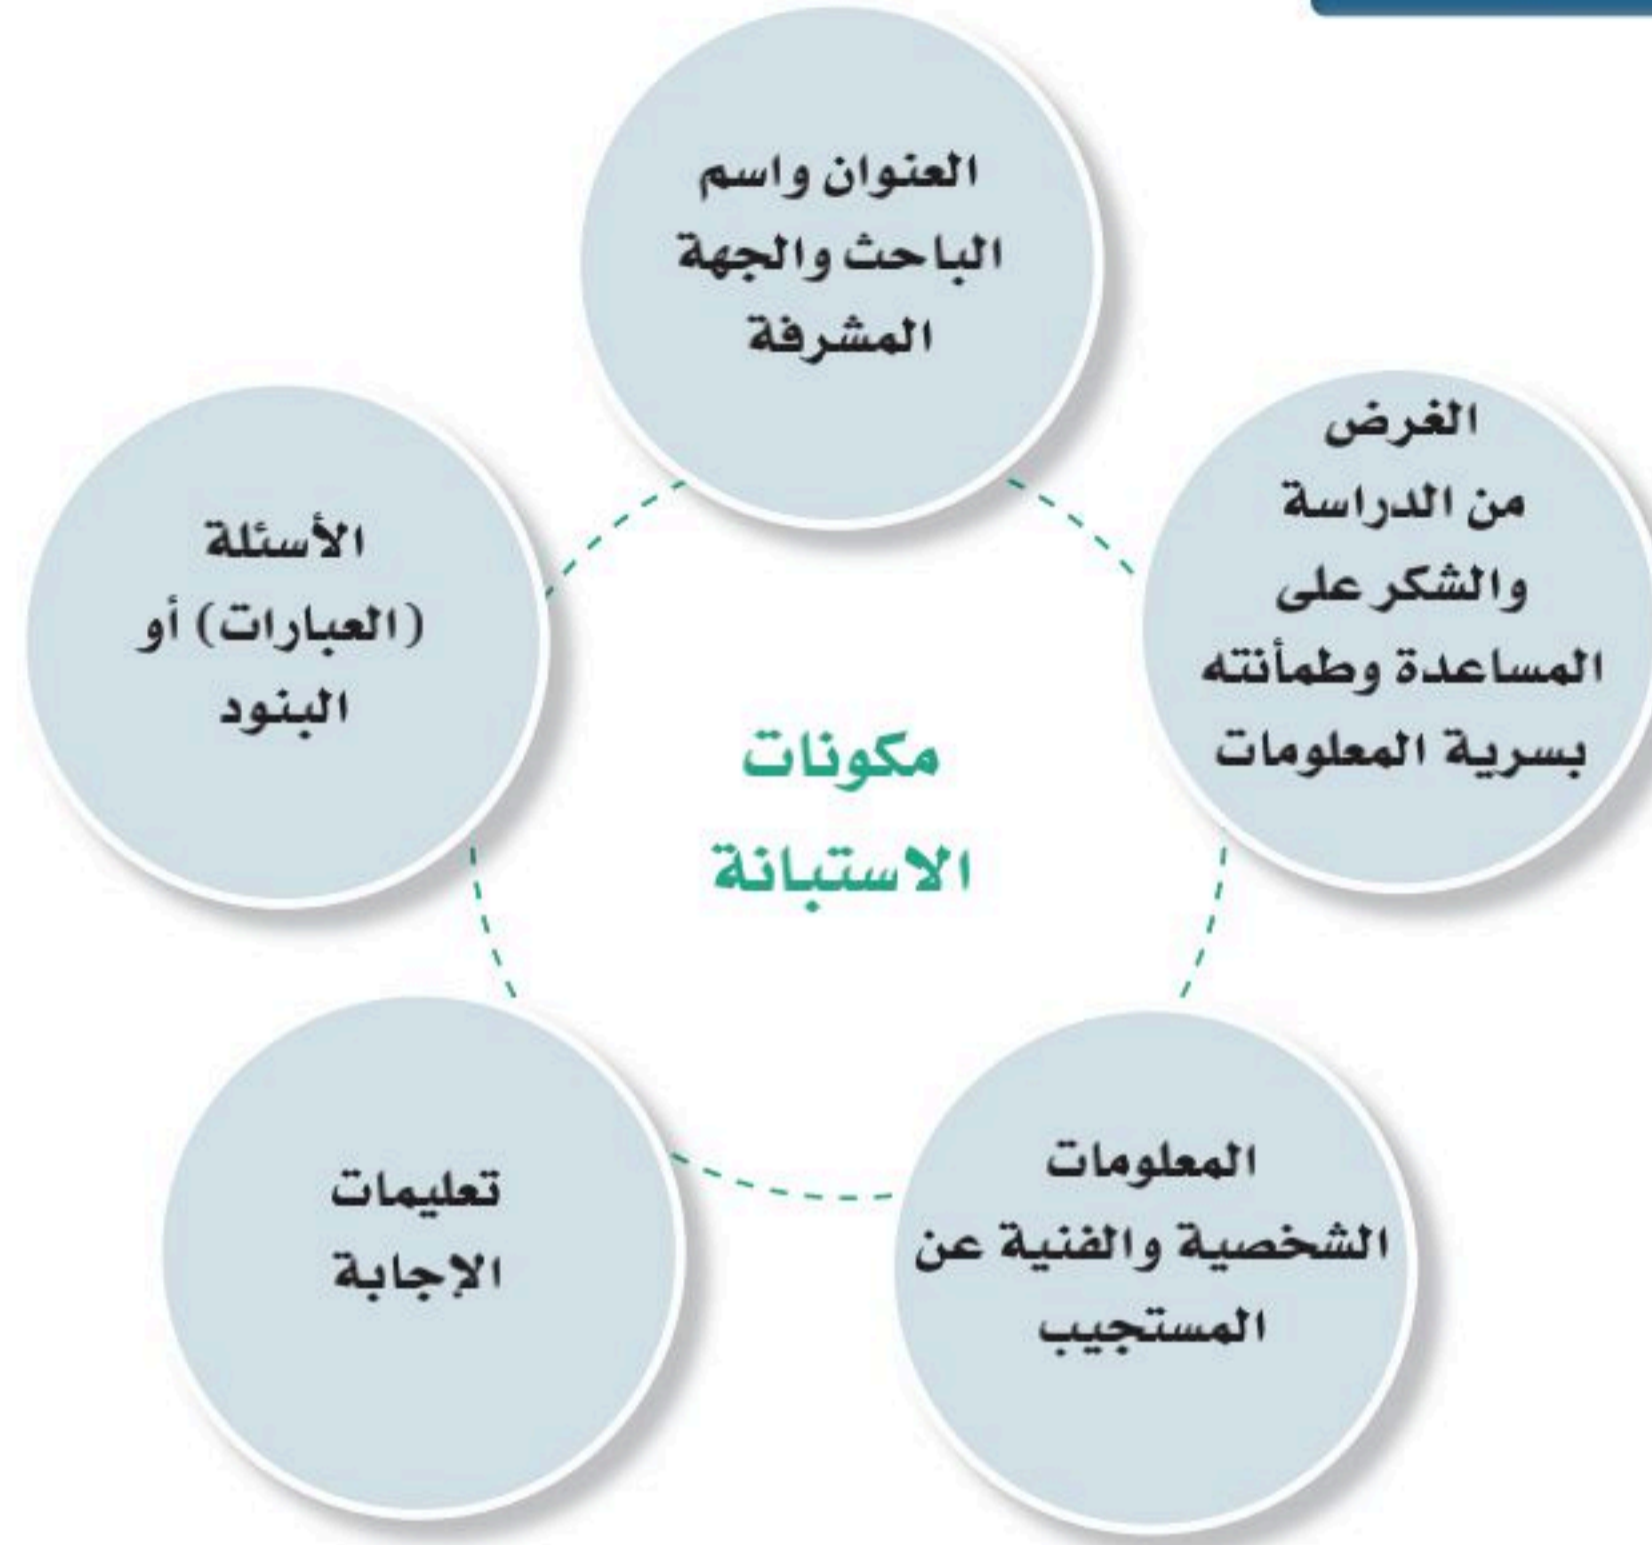 العنوان واسم
الباحث والجهة
المشرفة
الغرض
من الدراسة
والشكر على
المساعدة وطمأنته
بسرية المعلومات
المعلومات
الشخصية والفنية عن
المستجيب
تعليمات
الإجابة
الأسئلة
(العبارات) أو
البنود
مكونات
الاستبانة